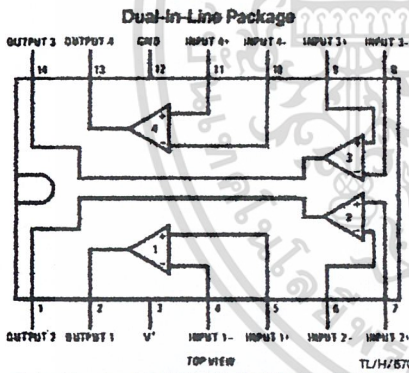 Dual-In-Line Package
OUTPUT 3 OUTPUT 4 GND INPUT 4+ INPUT 4- INPUT 3+ INPUT 3-
14 13 12 11 10 9 8
4 + -
3 + -
2 + -
1 + -
1 2 3 4 5 6 7
OUTPUT 2 OUTPUT 1 V+ INPUT 1- INPUT 1+ INPUT 2- INPUT 2+
TOP VIEW